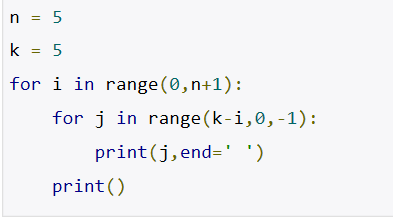 n = 5
k = 5
for i in range(0,n+1):
    for j in range(k-i,0,-1):
        print(j,end=' ')
    print()